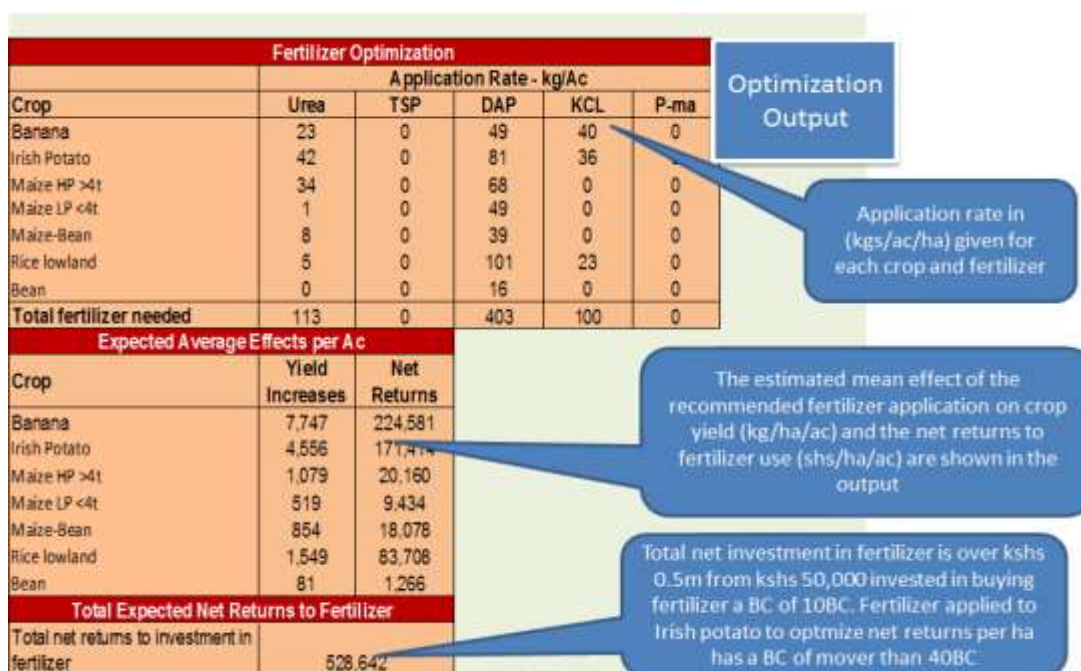 Fertilizer Optimization
Application Rate - kg/Ac
Crop Urea TSP DAP KCL P-ma
Banana 23 0 49 40 0
Irish Potato 42 0 81 36
Maize HP >4t 34 0 68 0 0
Maize LP <4t 1 0 49 0 0
Maize-Bean 8 0 39 0 0
Rice lowland 5 0 101 23 0
Bean 0 0 16 0 0
Total fertilizer needed 113 0 403 100 0
Optimization
Output
Application rate in
(kgs/ac/ha) given for
each crop and fertilizer
Expected Average Effects per Ac
Crop Yield Net
Increases Returns
Banana 7,747 224,581
Irish Potato 4,556 171,414
Maize HP >4t 1,079 20,160
Maize LP <4t 519 9,434
Maize-Bean 854 18,078
Rice lowland 1,549 83,708
Bean 81 1,266
The estimated mean effect of the
recommended fertilizer application on crop
yield (kg/ha/ac) and the net returns to
fertilizer use (shs/ha/ac) are shown in the
output
Total Expected Net Returns to Fertilizer
Total net returns to investment in
fertilizer 528,642
Total net investment in fertilizer is over kshs
0.5m from kshs 50,000 invested in buying
fertilizer a BC of 10BC. Fertilizer applied to
Irish potato to optmize net returns per ha
has a BC of mover than 40BC